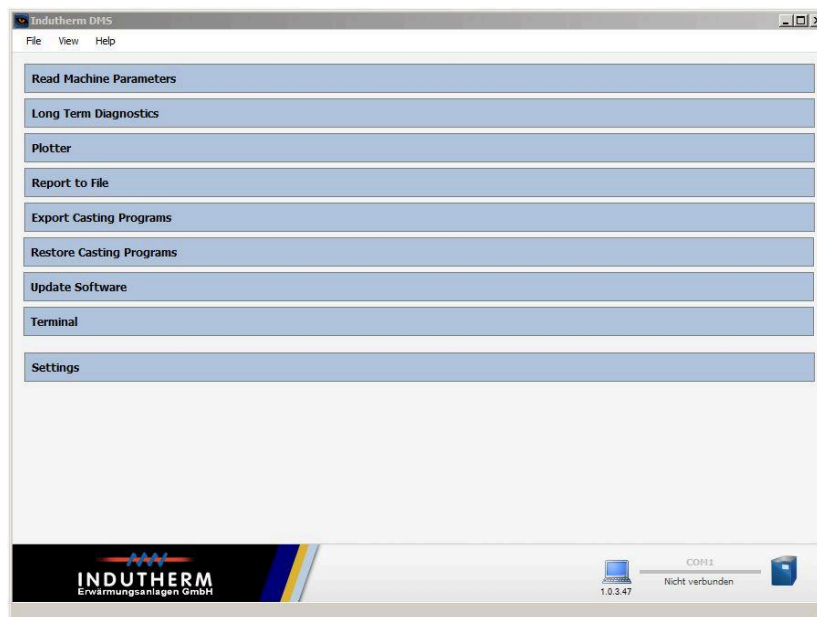 Indutherm DMS
File View Help
Read Machine Parameters
Long Term Diagnostics
Plotter
Report to File
Export Casting Programs
Restore Casting Programs
Update Software
Terminal
Settings
INDUTHERM
Erwärmungsanlagen GmbH
1.0.3.47
COM1
Nicht verbunden